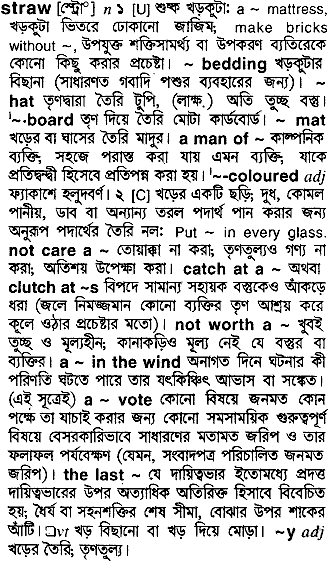 straw [স্ট্রো] n ১ [U] শুষ্ক খড়কুটা: a ~ mattress,
খড়কুটা ভিতরে ঢোকানো জাজিম; make bricks
without ~, উপযুক্ত শক্তিসামর্থ্য বা উপকরণ ব্যতিরেকে
কোনো কিছু করার প্রচেষ্টা। ~ bedding খড়কুটার
বিছানা (সাধারণত গবাদি পশুর ব্যবহারের জন্য)। ~
hat তৃণদ্বারা তৈরি টুপি, (লাক্ষ.) অতি তুচ্ছ বস্তু।
'~-board তৃণ দিয়ে তৈরি মোটা কার্ডবোর্ড। ~ mat
খড়ের বা ঘাসের তৈরি মাদুর। a man of ~ কাল্পনিক
ব্যক্তি; সহজে পরাস্ত করা যায় এমন ব্যক্তি; যাকে
প্রতিদ্বন্দ্বী হিসেবে প্রতিপন্ন করা হয়। '~-coloured adj
ফ্যাকাশে হলুদবর্ণ। ২ [C] খড়ের একটি ছড়ি; দুধ, কোমল
পানীয়, ডাব বা অন্যান্য তরল পদার্থ পান করার জন্য
অনুরূপ পদার্থের তৈরি নল: Put ~ in every glass.
not care a ~ তোয়াক্কা না করা; তৃণতুল্যও গণ্য না
করা; অতিশয় উপেক্ষা করা। catch at a ~ অথবা
clutch at ~s বিপদে সামান্য সহায়ক বস্তুকেও আঁকড়ে
ধরা (জলে নিমজ্জমান কোনো ব্যক্তির তৃণ আশ্রয় করে
কূলে ওঠার প্রচেষ্টার মতো)। not worth a ~ খুবই
তুচ্ছ ও মূল্যহীন; কানাকড়িও মূল্য নেই যে বস্তুর বা
ব্যক্তির। a ~ in the wind অনাগত দিনে ঘটনার কী
পরিণতি ঘটতে পারে তার যৎকিঞ্চিৎ আভাস বা সঙ্কেত।
(এই সূত্রেই) a ~ vote কোনো বিষয়ে জনমত কোন
পক্ষে তা যাচাই করার জন্য কোনো সমসাময়িক গুরুত্বপূর্ণ
বিষয়ে বেসরকারিভাবে সাধারণের মতামত জরিপ ও তার
ফলাফল পর্যবেক্ষণ (যেমন, সংবাদপত্র পরিচালিত জনমত
জরিপ)। the last ~ যে দায়িত্বভার ইতোমধ্যে প্রদত্ত
দায়িত্বভারের উপর অত্যাধিক অতিরিক্ত হিসাবে বিবেচিত
হয়; ধৈর্য বা সহনশক্তির শেষ সীমা, বোঝার উপর শাকের
আঁটি। □vt খড় বিছানো বা খড় দিয়ে মোড়া। ~y adj
খড়ের তৈরি; তৃণতুল্য।